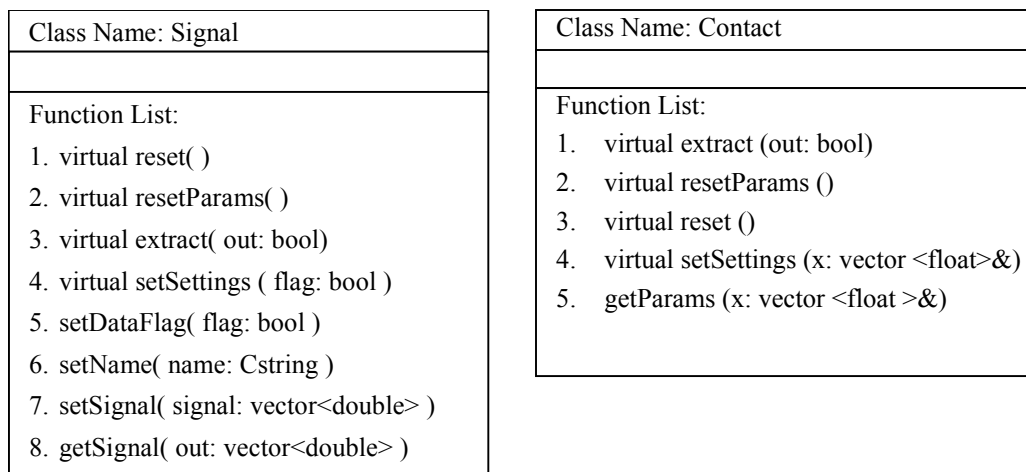 Class Name: Signal
Function List:
1. virtual reset( )
2. virtual resetParams( )
3. virtual extract( out: bool)
4. virtual setSettings ( flag: bool )
5. setDataFlag( flag: bool )
6. setName( name: Cstring )
7. setSignal( signal: vector<double> )
8. getSignal( out: vector<double> )
Class Name: Contact
Function List:
1. virtual extract (out: bool)
2. virtual resetParams ()
3. virtual reset ()
4. virtual setSettings (x: vector <float>&)
5. getParams (x: vector <float >&)